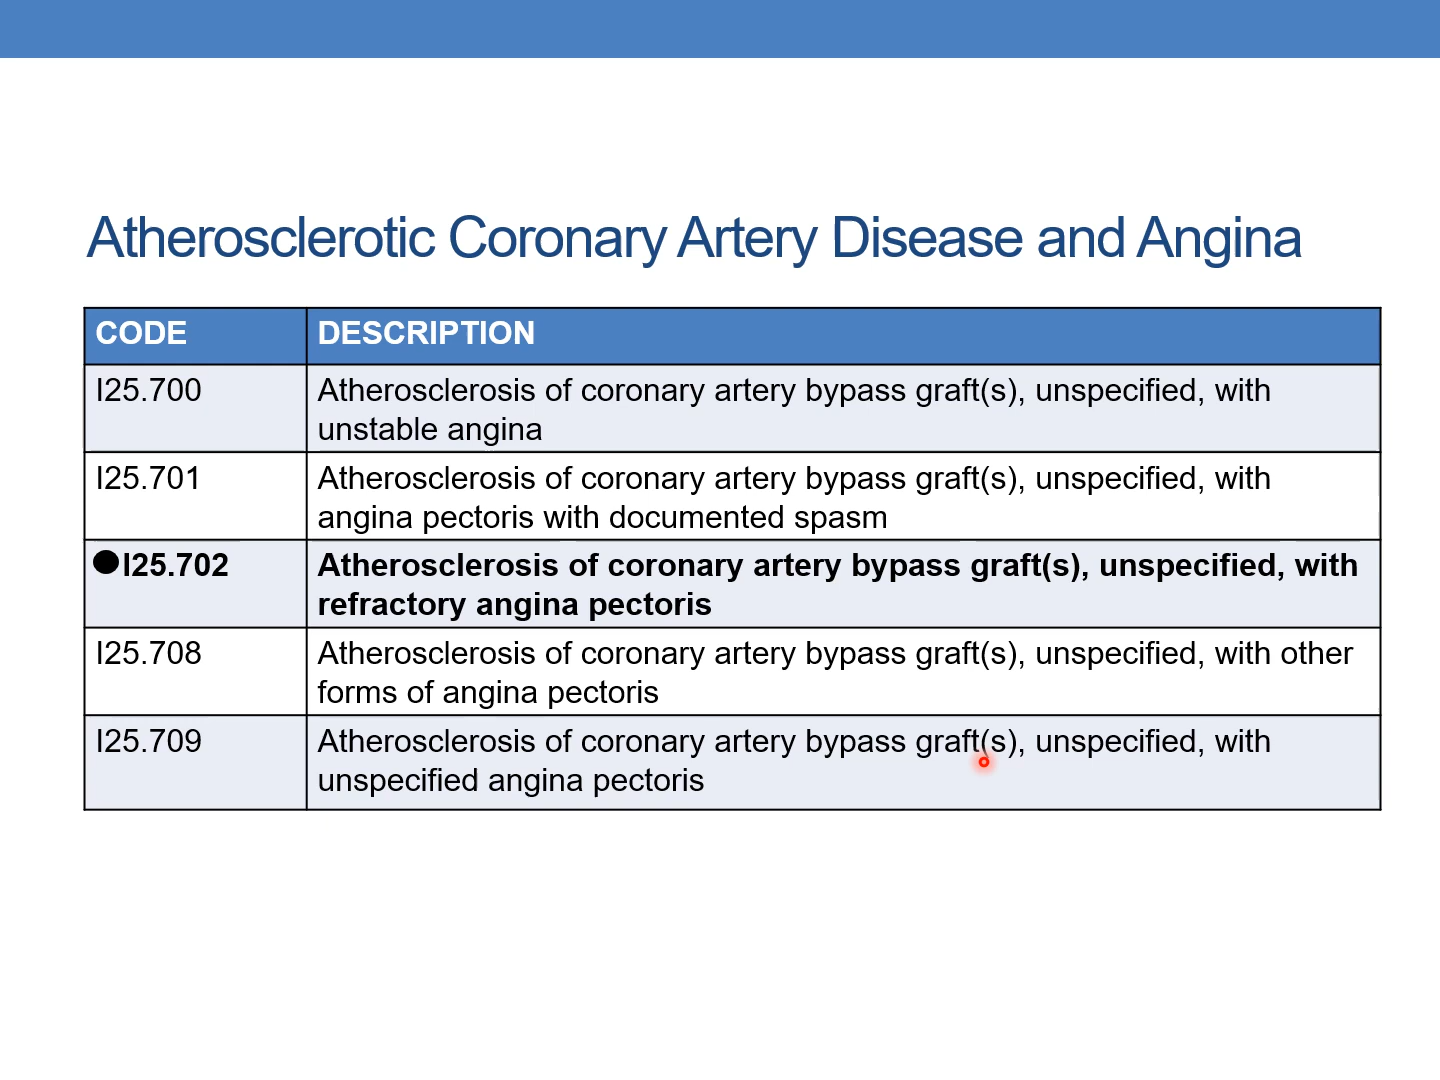 Atherosclerotic Coronary Artery Disease and Angina
CODE
DESCRIPTION
I25.700
Atherosclerosis of coronary artery bypass graft(s), unspecified, with
unstable angina
I25.701
Atherosclerosis of coronary artery bypass graft(s), unspecified, with
angina pectoris with documented spasm
●I25.702
Atherosclerosis of coronary artery bypass graft(s), unspecified, with
refractory angina pectoris
I25.708
Atherosclerosis of coronary artery bypass graft(s), unspecified, with other
forms of angina pectoris
I25.709
Atherosclerosis of coronary artery bypass graft(s), unspecified, with
unspecified angina pectoris